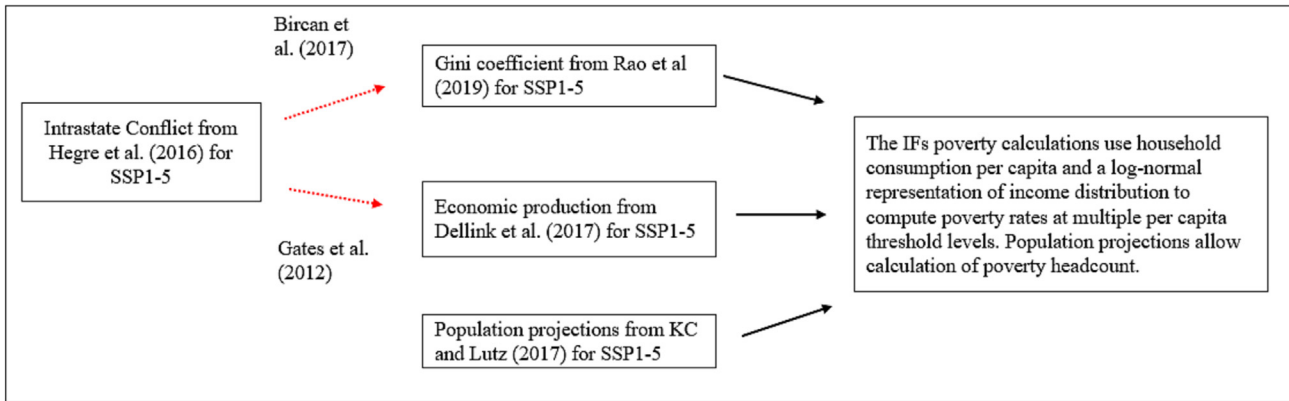 Bircan et
al. (2017)
Intrastate Conflict from
Hegre et al. (2016) for
SSP1-5
Gates et al.
(2012)
Gini coefficient from Rao et al
(2019) for SSP1-5
Economic production from
Dellink et al. (2017) for SSP1-5
Population projections from KC
and Lutz (2017) for SSP1-5
The IFs poverty calculations use household
consumption per capita and a log-normal
representation of income distribution to
compute poverty rates at multiple per capita
threshold levels. Population projections allow
calculation of poverty headcount.